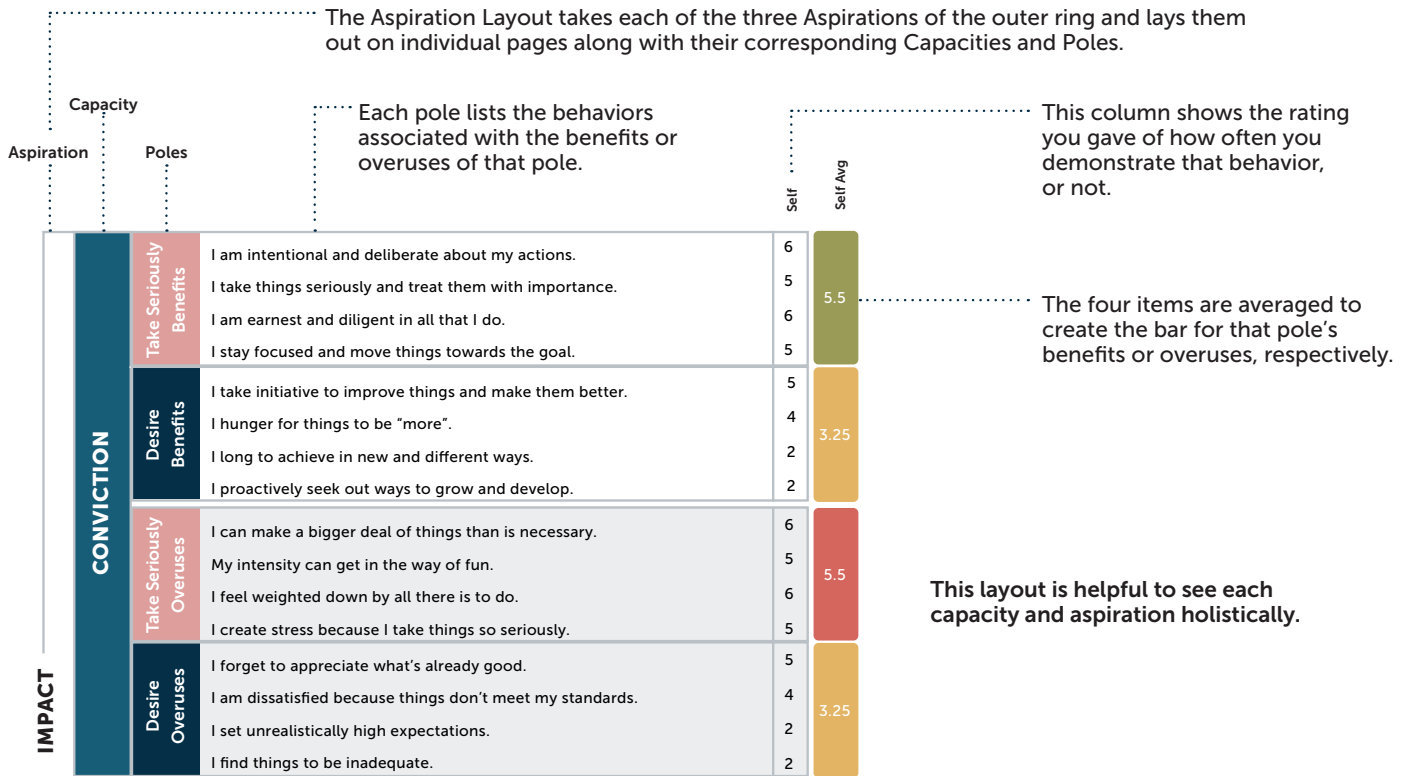 The Aspiration Layout takes each of the three Aspirations of the outer ring and lays them
out on individual pages along with their corresponding Capacities and Poles.
Capacity
Aspiration
Poles
Each pole lists the behaviors
associated with the benefits or
overuses of that pole.
Self
Self Avg
This column shows the rating
you gave of how often you
demonstrate that behavior,
or not.
IMPACT
CONVICTION
Take Seriously
Benefits
I am intentional and deliberate about my actions. 6
I take things seriously and treat them with importance. 5
I am earnest and diligent in all that I do. 6
I stay focused and move things towards the goal. 5
5.5
The four items are averaged to
create the bar for that pole's
benefits or overuses, respectively.
Desire
Benefits
I take initiative to improve things and make them better. 5
I hunger for things to be “more”. 4
I long to achieve in new and different ways. 2
I proactively seek out ways to grow and develop. 2
3.25
Take Seriously
Overuses
I can make a bigger deal of things than is necessary. 6
My intensity can get in the way of fun. 5
I feel weighted down by all there is to do. 6
I create stress because I take things so seriously. 5
5.5
This layout is helpful to see each
capacity and aspiration holistically.
Desire
Overuses
I forget to appreciate what’s already good. 5
I am dissatisfied because things don’t meet my standards. 4
I set unrealistically high expectations. 2
I find things to be inadequate. 2
3.25